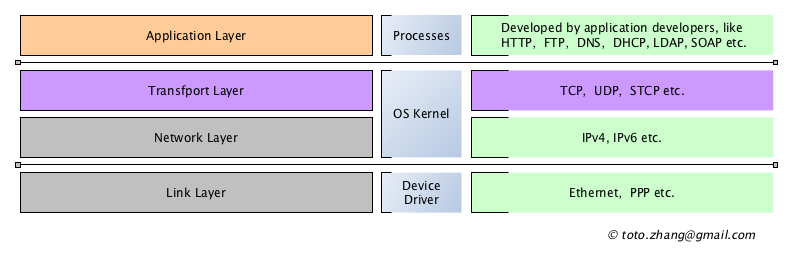 Application Layer
Processes
Developed by application developers, like
HTTP, FTP, DNS, DHCP, LDAP, SOAP etc.
Transfport Layer
OS Kernel
TCP, UDP, STCP etc.
Network Layer
IPv4, IPv6 etc.
Link Layer
Device
Driver
Ethernet, PPP etc.
© toto.zhang@gmail.com